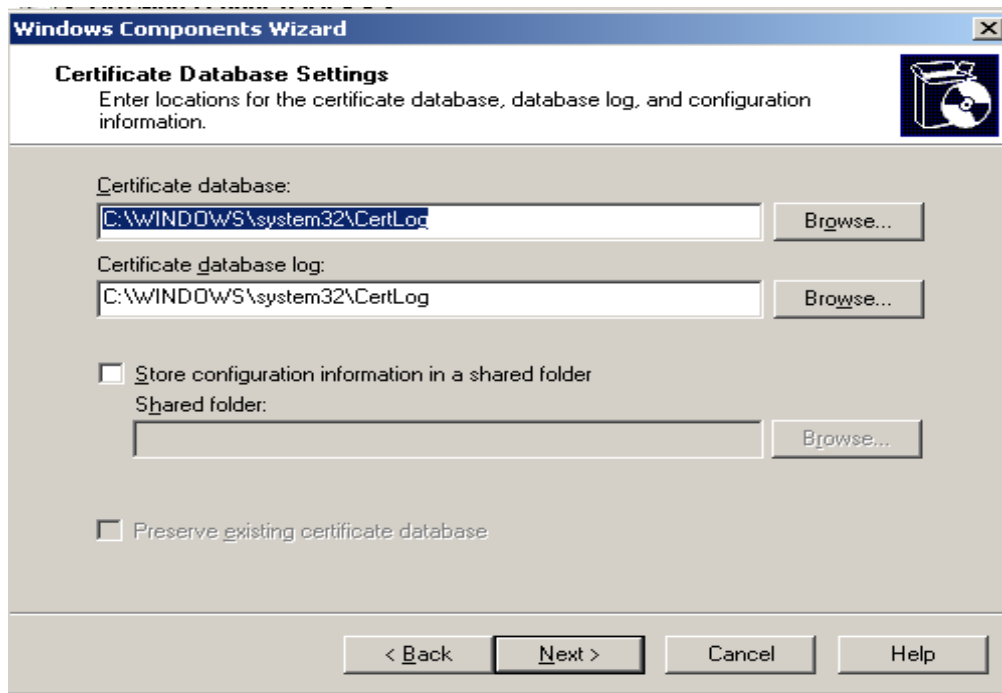 Windows Components Wizard
Certificate Database Settings
Enter locations for the certificate database, database log, and configuration
information.
Certificate database:
C:\WINDOWS\system32\CertLog
Browse...
Certificate database log:
C:\WINDOWS\system32\CertLog
Browse...
Store configuration information in a shared folder
Shared folder:
Browse...
Preserve existing certificate database
< Back
Next >
Cancel
Help